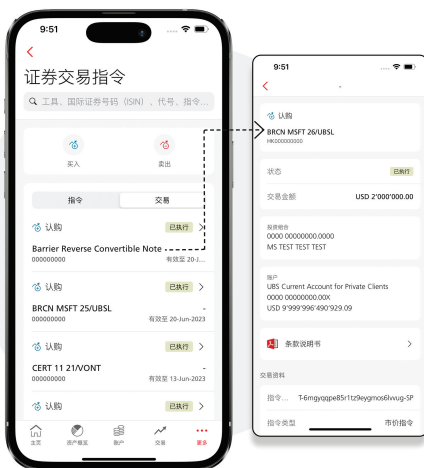 9:51
证券交易指令
工具、国际证券号码（ISIN）、代号、指令...
买入
卖出
指令
交易
认购
已执行
Barrier Reverse Convertible Note
-
000000000
有效至 20-J...
认购
已执行
BRCN MSFT 25/UBSL
-
000000000
有效至 20-Jun-2023
认购
已执行
CERT 11 21/VONT
-
000000000
有效至 13-Jun-2023
认购
已执行
主页
资产概览
账户
交易
更多
9:51
-
认购
BRCN MSFT 26/UBSL
HK0000000000
状态
已执行
交易金额
USD 2'000'000.00
投资组合
0000 00000000.0000
MS TEST TEST TEST
账户
UBS Current Account for Private Clients
0000 00000000.00X
USD 9'999'996'490'929.09
条款说明书
交易资料
指令...
T-6mgyqqpe85r1tz9eygmos6lvvug-SP
指令类型
市价指令